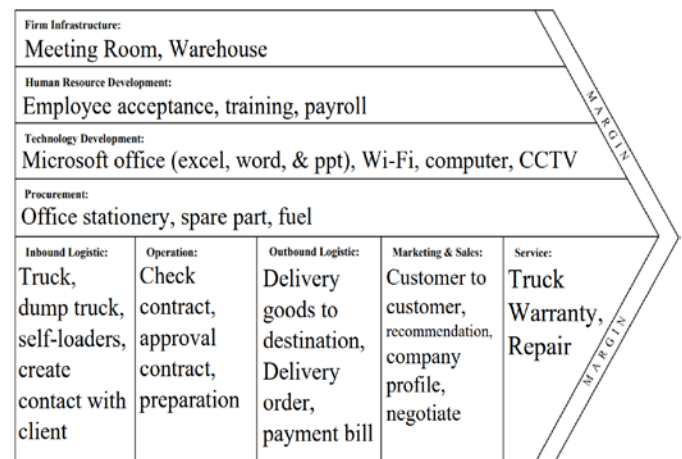 Firm Infrastructure:
Meeting Room, Warehouse
Human Resource Development:
Employee acceptance, training, payroll
Technology Development:
Microsoft office (excel, word, & ppt), Wi-Fi, computer, CCTV
Procurement:
Office stationery, spare part, fuel
MARGIN
Inbound Logistic:
Truck,
dump truck,
self-loaders,
create
contact with
client
Operation:
Check
contract,
approval
contract,
preparation
Outbound Logistic:
Delivery
goods to
destination,
Delivery
order,
payment bill
Marketing & Sales:
Customer to
customer,
recommendation,
company
profile,
negotiate
Service:
Truck
Warranty,
Repair
MARGIN